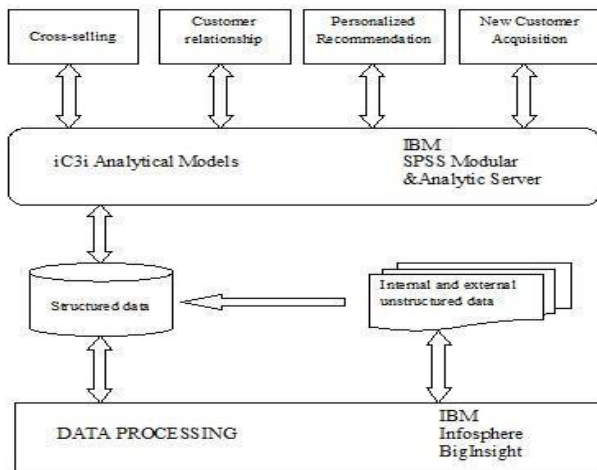 Cross-selling
Customer
relationship
Personalized
Recommendation
New Customer
Acquisition
iC3i Analytical Models
IBM
SPSS Modular
&Analytic Server
Structured data
Internal and external
unstructured data
DATA PROCESSING
IBM
Infosphere
BigInsight